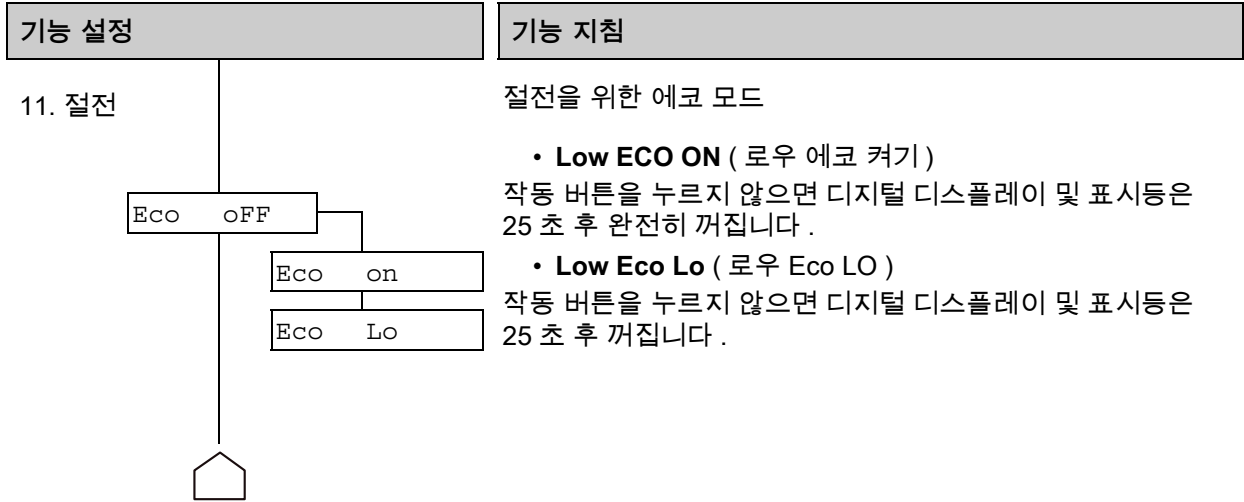 기능 설정
기능 지침
11. 절전
절전을 위한 에코 모드
• Low ECO ON ( 로우 에코 켜기 )
작동 버튼을 누르지 않으면 디지털 디스플레이 및 표시등은
25 초 후 완전히 꺼집니다 .
• Low Eco Lo ( 로우 Eco LO )
작동 버튼을 누르지 않으면 디지털 디스플레이 및 표시등은
25 초 후 꺼집니다 .
Eco oFF
Eco on
Eco Lo